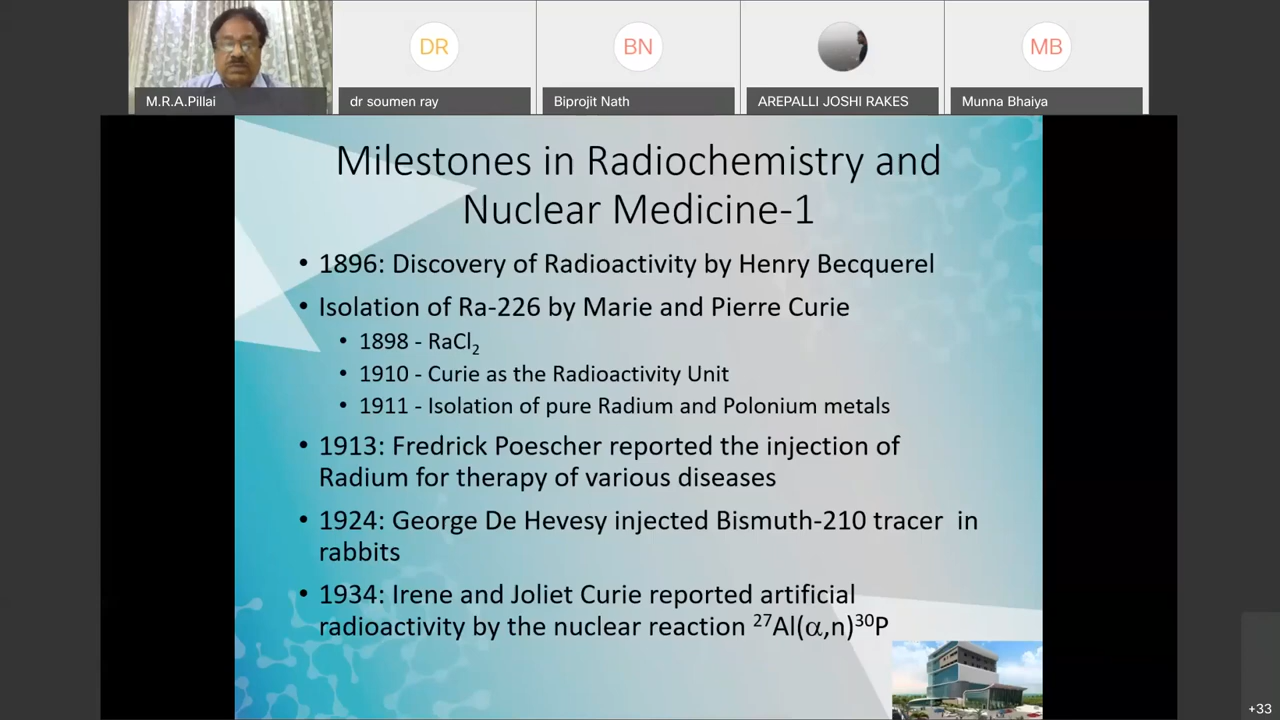 DR
BN
MB
M.R.A.Pillai
dr soumen ray
Biprojit Nath
AREPALLI JOSHI RAKES
Munna Bhaiya
Milestones in Radiochemistry and
Nuclear Medicine-1
• 1896: Discovery of Radioactivity by Henry Becquerel
• Isolation of Ra-226 by Marie and Pierre Curie
• 1898 - RaCl₂
• 1910 - Curie as the Radioactivity Unit
• 1911 - Isolation of pure Radium and Polonium metals
• 1913: Fredrick Poescher reported the injection of
Radium for therapy of various diseases
• 1924: George De Hevesy injected Bismuth-210 tracer in
rabbits
• 1934: Irene and Joliet Curie reported artificial
radioactivity by the nuclear reaction ²⁷Al(α,n)³⁰P
+33